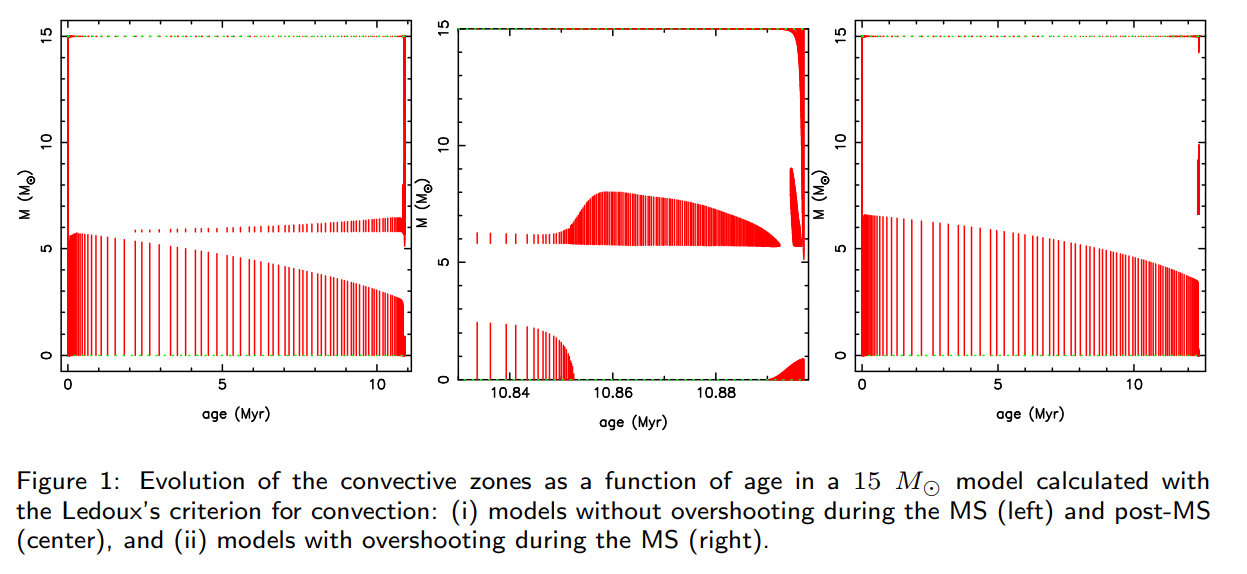 15
10
5
0
M (M⊙)
0
5
10
age (Myr)
15
10
5
0
M (M⊙)
10.84
10.86
10.88
age (Myr)
15
10
5
0
M (M⊙)
0
5
10
age (Myr)
Figure 1: Evolution of the convective zones as a function of age in a 15 M⊙ model calculated with
the Ledoux's criterion for convection: (i) models without overshooting during the MS (left) and post-MS
(center), and (ii) models with overshooting during the MS (right).